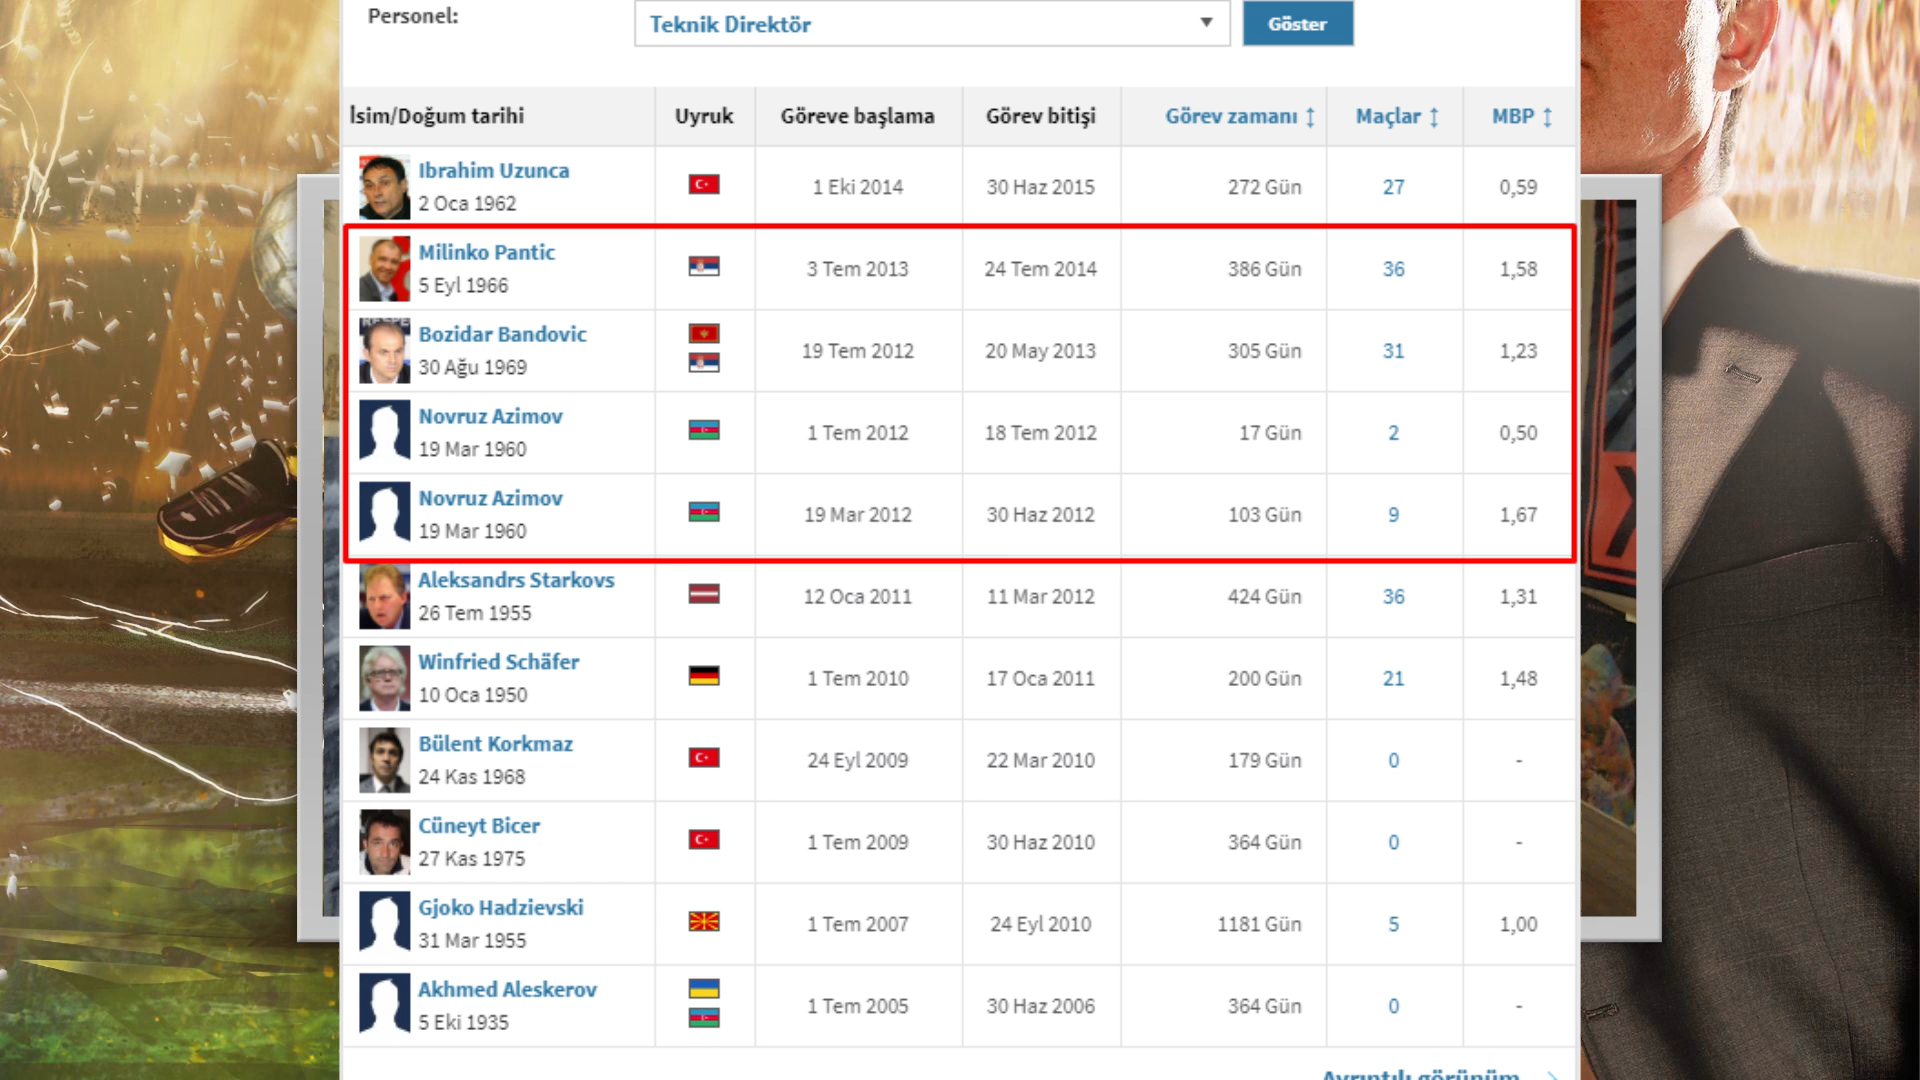 Personel:
Teknik Direktör
Göster
İsim/Doğum tarihi Uyruk Göreve başlama Görev bitişi Görev zamanı Maçlar MBP
Ibrahim Uzunca
2 Oca 1962
1 Eki 2014 30 Haz 2015 272 Gün 27 0,59
Milinko Pantic
5 Eyl 1966
3 Tem 2013 24 Tem 2014 386 Gün 36 1,58
Bozidar Bandovic
30 Ağu 1969
19 Tem 2012 20 May 2013 305 Gün 31 1,23
Novruz Azimov
19 Mar 1960
1 Tem 2012 18 Tem 2012 17 Gün 2 0,50
Novruz Azimov
19 Mar 1960
19 Mar 2012 30 Haz 2012 103 Gün 9 1,67
Aleksandrs Starkovs
26 Tem 1955
12 Oca 2011 11 Mar 2012 424 Gün 36 1,31
Winfried Schäfer
10 Oca 1950
1 Tem 2010 17 Oca 2011 200 Gün 21 1,48
Bülent Korkmaz
24 Kas 1968
24 Eyl 2009 22 Mar 2010 179 Gün 0 -
Cüneyt Bicer
27 Kas 1975
1 Tem 2009 30 Haz 2010 364 Gün 0 -
Gjoko Hadzievski
31 Mar 1955
1 Tem 2007 24 Eyl 2010 1181 Gün 5 1,00
Akhmed Aleskerov
5 Eki 1935
1 Tem 2005 30 Haz 2006 364 Gün 0 -
Ayrıntılı görünüm